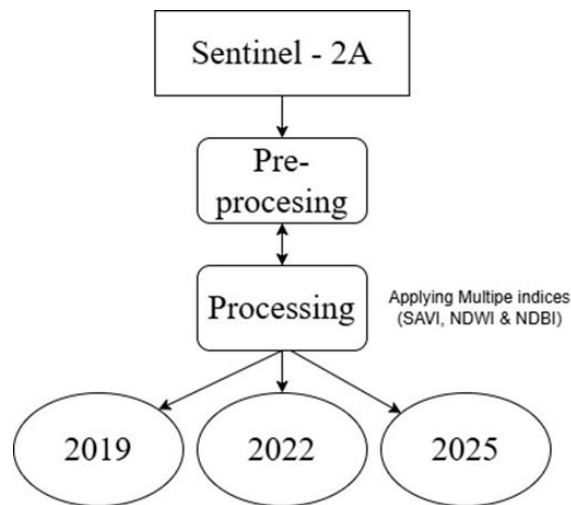 Sentinel - 2A
Pre-
procesing
Processing
Applying Multipe indices
(SAVI, NDWI & NDBI)
2019
2022
2025